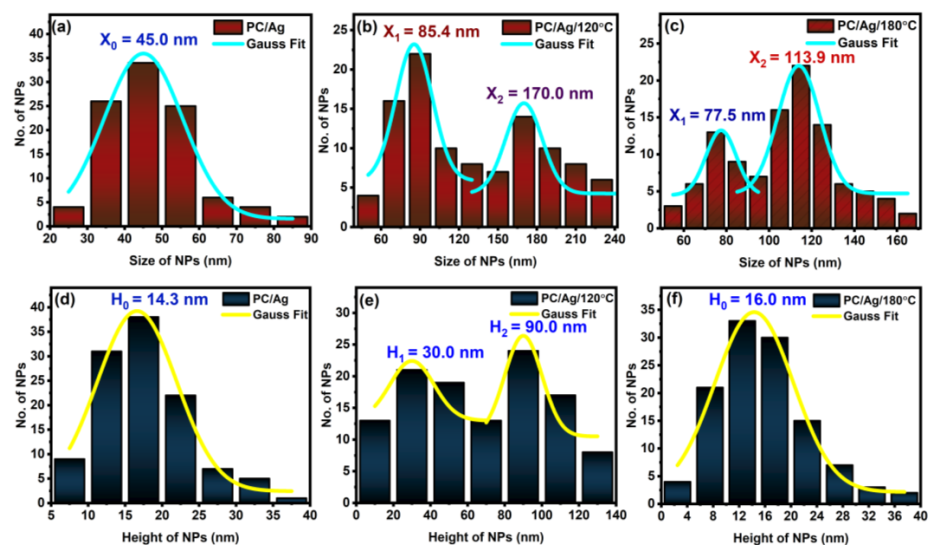 (a)
X0 = 45.0 nm
PC/Ag
Gauss Fit
No. of NPs
40
35
30
25
20
15
10
5
0
20 30 40 50 60 70 80 90
Size of NPs (nm)
(b)
X1 = 85.4 nm
PC/Ag/120°C
Gauss Fit
X2 = 170.0 nm
No. of NPs
25
20
15
10
5
0
60 90 120 150 180 210 240
Size of NPs (nm)
(c)
PC/Ag/180°C
Gauss Fit
X2 = 113.9 nm
X1 = 77.5 nm
No. of NPs
25
20
15
10
5
0
60 80 100 120 140 160
Size of NPs (nm)
(d)
H0 = 14.3 nm
PC/Ag
Gauss Fit
No. of NPs
40
35
30
25
20
15
10
5
0
5 10 15 20 25 30 35 40
Height of NPs (nm)
(e)
PC/Ag/120°C
Gauss Fit
H2 = 90.0 nm
H1 = 30.0 nm
No. of NPs
30
25
20
15
10
5
0
0 20 40 60 80 100 120 140
Height of NPs (nm)
(f)
H0 = 16.0 nm
PC/Ag/180°C
Gauss Fit
No. of NPs
40
35
30
25
20
15
10
5
0
0 4 8 12 16 20 24 28 32 36 40
Height of NPs (nm)